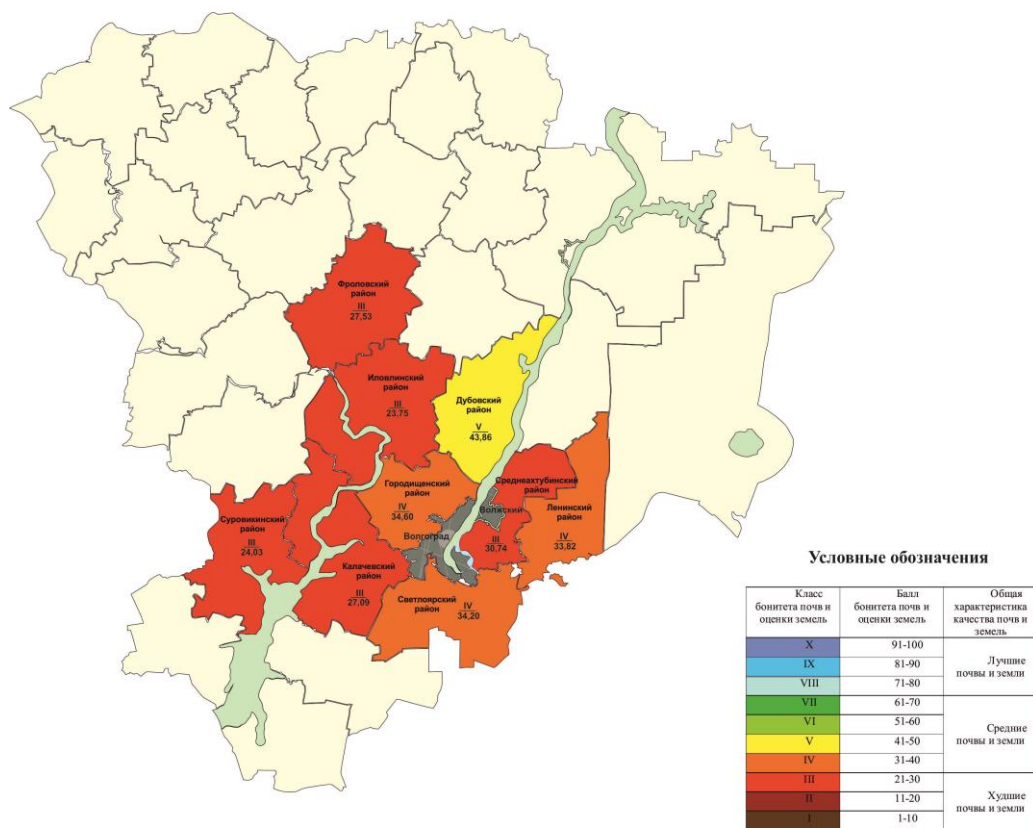 Фроловский
район
III
27,53
Иловлинский
район
III
23,75
Дубовский
район
V
43,86
Городищенский
район
IV
34,60
Среднеахтубинский
район
III
30,74
Волжский
Волгоград
Ленинский
район
IV
33,82
Суровикинский
район
III
24,03
Калачевский
район
III
27,09
Светлоярский
район
IV
34,20
Условные обозначения
Класс
бонитета почв и
оценки земель
Балл
бонитета почв и
оценки земель
Общая
характеристика
качества почв и
земель
X 91-100
IX 81-90
VIII 71-80
Лучшие
почвы и земли
VII 61-70
VI 51-60
V 41-50
IV 31-40
Средние
почвы и земли
III 21-30
II 11-20
I 1-10
Худшие
почвы и земли